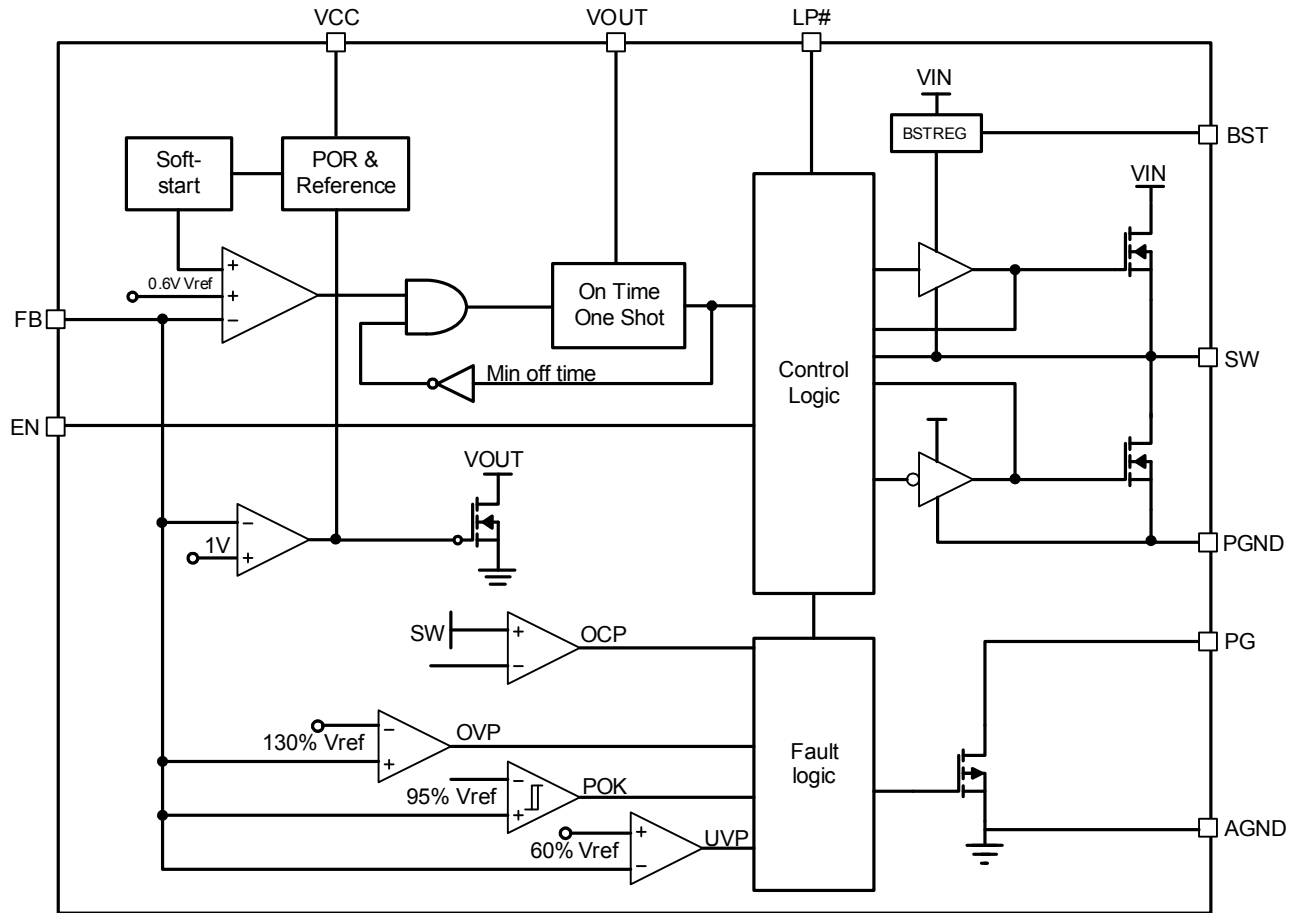 VCC
VOUT
LP#
VIN
BSTREG
BST
Soft-
start
POR &
Reference
VIN
+
0.6V Vref
+
−
FB
On Time
One Shot
Min off time
Control
Logic
SW
EN
VOUT
−
1V
+
PGND
SW
+
−
OCP
PG
130% Vref
−
+
OVP
Fault
logic
95% Vref
−
+
POK
60% Vref
+
−
UVP
AGND